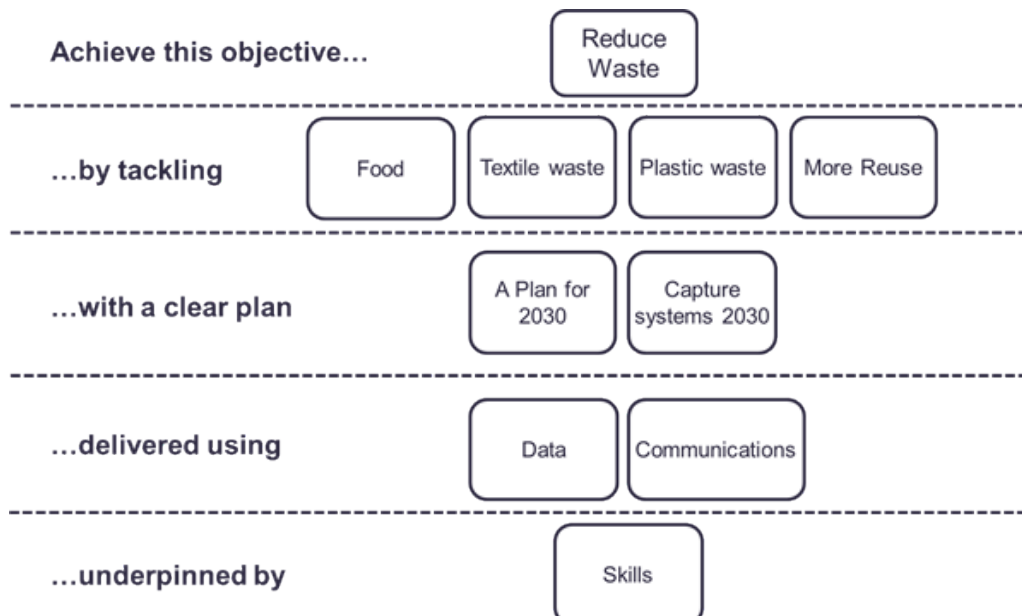 Achieve this objective…
Reduce
Waste
…by tackling
Food
Textile waste
Plastic waste
More Reuse
…with a clear plan
A Plan for
2030
Capture
systems 2030
…delivered using
Data
Communications
…underpinned by
Skills